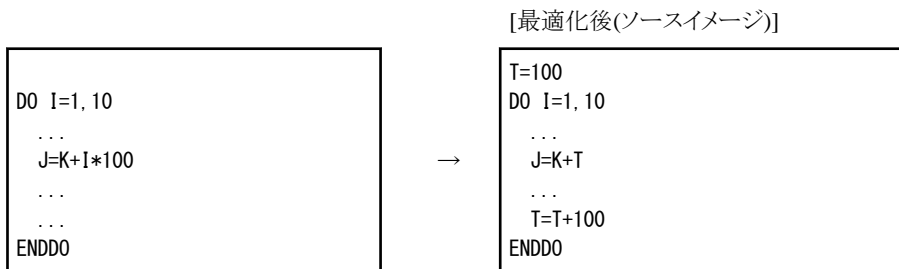 [最適化後(ソースイメージ)]
DO I=1,10
...
J=K+I*100
...
...
ENDDO
→
T=100
DO I=1,10
...
J=K+T
...
T=T+100
ENDDO